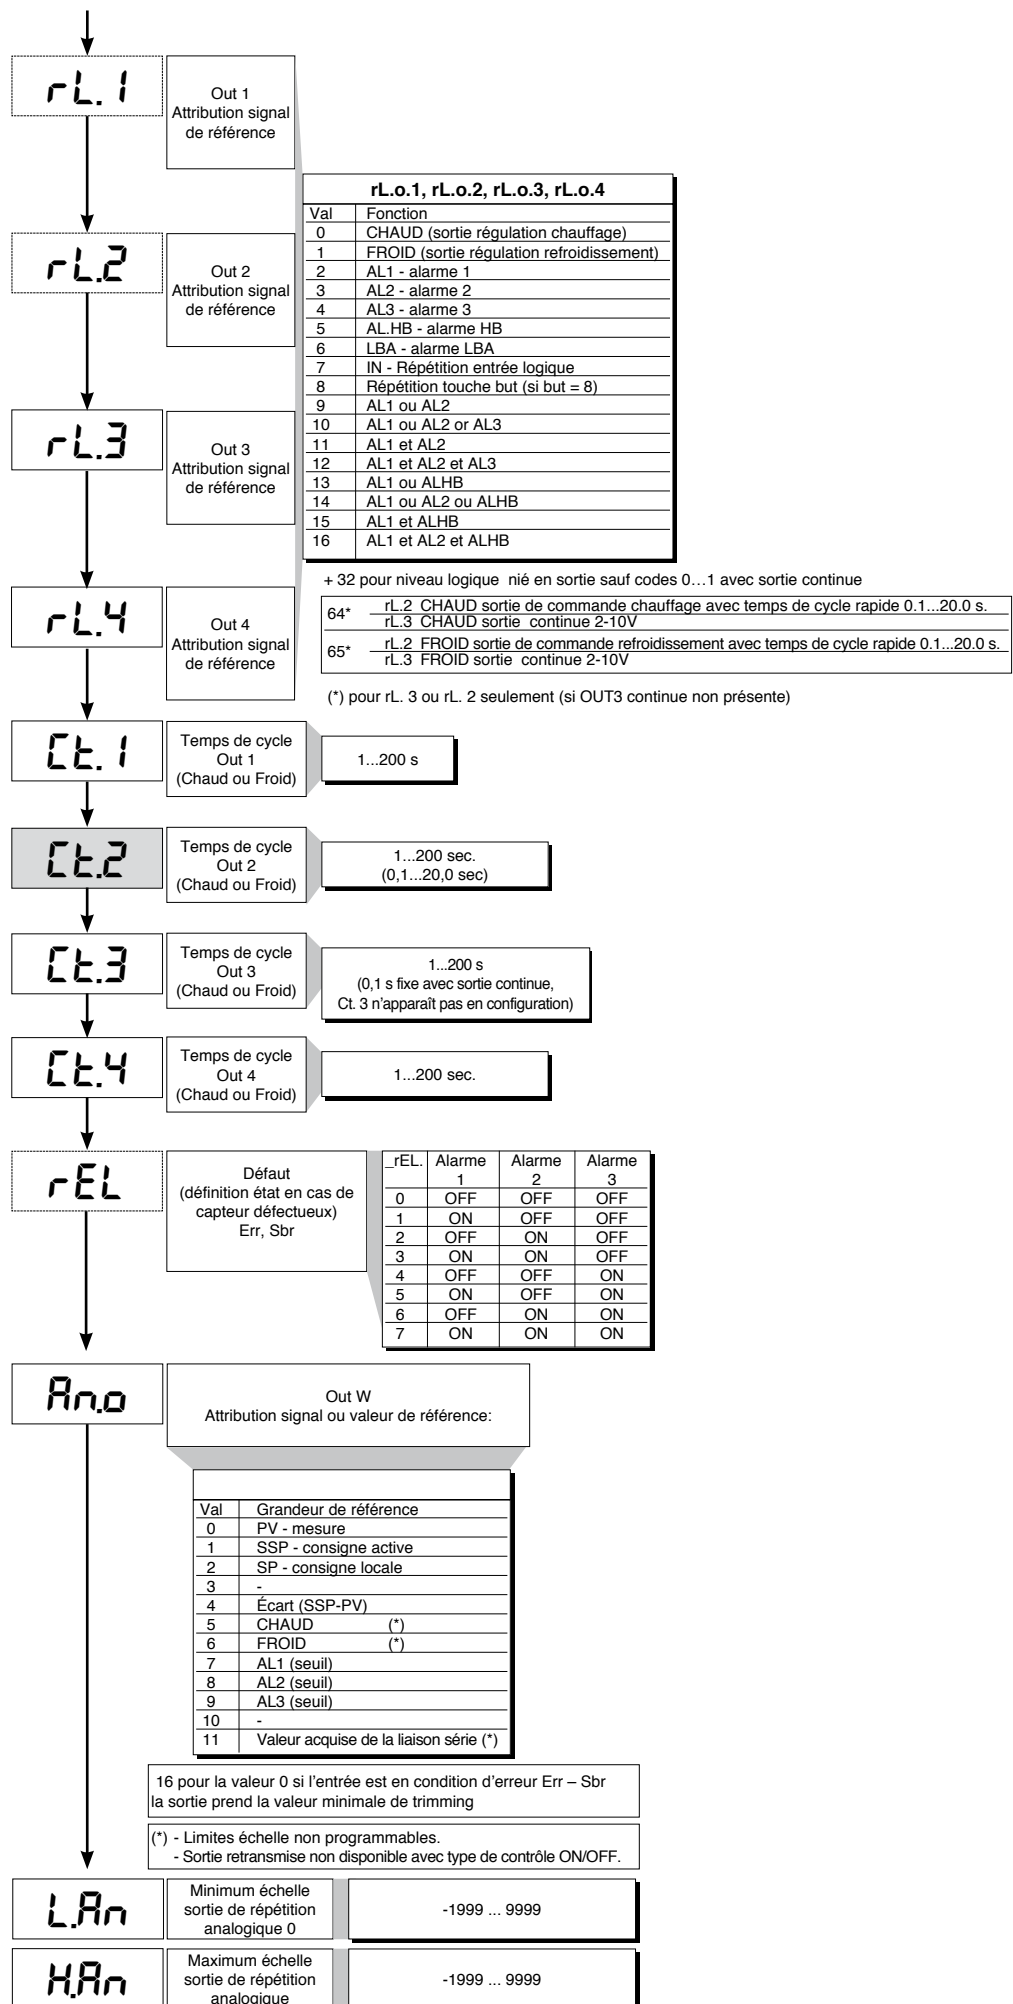 rL.1
Out 1
Attribution signal
de référence
rL.o.1, rL.o.2, rL.o.3, rL.o.4
Val Fonction
0 CHAUD (sortie régulation chauffage)
1 FROID (sortie régulation refroidissement)
2 AL1 - alarme 1
3 AL2 - alarme 2
4 AL3 - alarme 3
5 AL.HB - alarme HB
6 LBA - alarme LBA
7 IN - Répétition entrée logique
8 Répétition touche but (si but = 8)
9 AL1 ou AL2
10 AL1 ou AL2 or AL3
11 AL1 et AL2
12 AL1 et AL2 et AL3
13 AL1 ou ALHB
14 AL1 ou AL2 ou ALHB
15 AL1 et ALHB
16 AL1 et AL2 et ALHB
rL.2
Out 2
Attribution signal
de référence
rL.3
Out 3
Attribution signal
de référence
+ 32 pour niveau logique nié en sortie sauf codes 0…1 avec sortie continue
64* rL.2 CHAUD sortie de commande chauffage avec temps de cycle rapide 0.1...20.0 s.
rL.3 CHAUD sortie continue 2-10V
65* rL.2 FROID sortie de commande refroidissement avec temps de cycle rapide 0.1...20.0 s.
rL.3 FROID sortie continue 2-10V
(*) pour rL. 3 ou rL. 2 seulement (si OUT3 continue non présente)
rL.4
Out 4
Attribution signal
de référence
Ct.1
Temps de cycle
Out 1
(Chaud ou Froid)
1...200 s
Ct.2
Temps de cycle
Out 2
(Chaud ou Froid)
1...200 sec.
(0,1...20,0 sec)
Ct.3
Temps de cycle
Out 3
(Chaud ou Froid)
1...200 s
(0,1 s fixe avec sortie continue,
Ct. 3 n'apparaît pas en configuration)
Ct.4
Temps de cycle
Out 4
(Chaud ou Froid)
1...200 sec.
rEL
Défaut
(définition état en cas de
capteur défectueux)
Err, Sbr
_rEL. Alarme 1 Alarme 2 Alarme 3
0 OFF OFF OFF
1 ON OFF OFF
2 OFF ON OFF
3 ON ON OFF
4 OFF OFF ON
5 ON OFF ON
6 OFF ON ON
7 ON ON ON
An.o
Out W
Attribution signal ou valeur de référence:
Val Grandeur de référence
0 PV - mesure
1 SSP - consigne active
2 SP - consigne locale
3 -
4 Écart (SSP-PV)
5 CHAUD (*)
6 FROID (*)
7 AL1 (seuil)
8 AL2 (seuil)
9 AL3 (seuil)
10 -
11 Valeur acquise de la liaison série (*)
16 pour la valeur 0 si l'entrée est en condition d'erreur Err – Sbr
la sortie prend la valeur minimale de trimming
(*) - Limites échelle non programmables.
- Sortie retransmise non disponible avec type de contrôle ON/OFF.
L.An
Minimum échelle
sortie de répétition
analogique 0
-1999 ... 9999
H.An
Maximum échelle
sortie de répétition
analogique
-1999 ... 9999